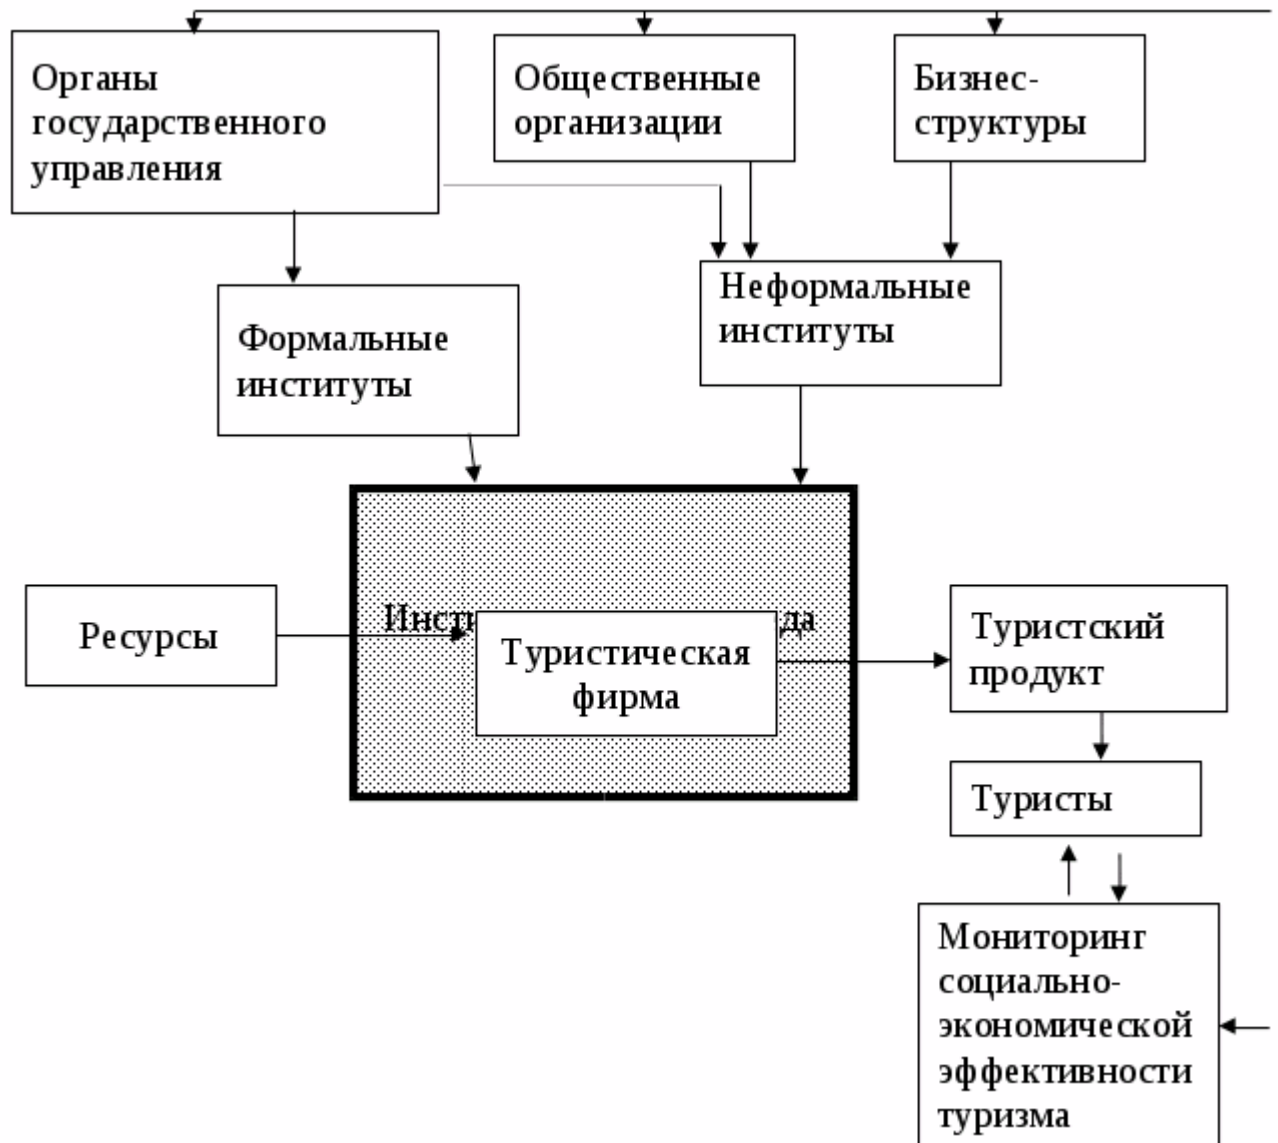 Органы
государственного
управления
Общественные
организации
Бизнес-
структуры
Формальные
институты
Неформальные
институты
Ресурсы
Туристическая
фирма
Туристский
продукт
Туристы
Мониторинг
социально-
экономической
эффективности
туризма